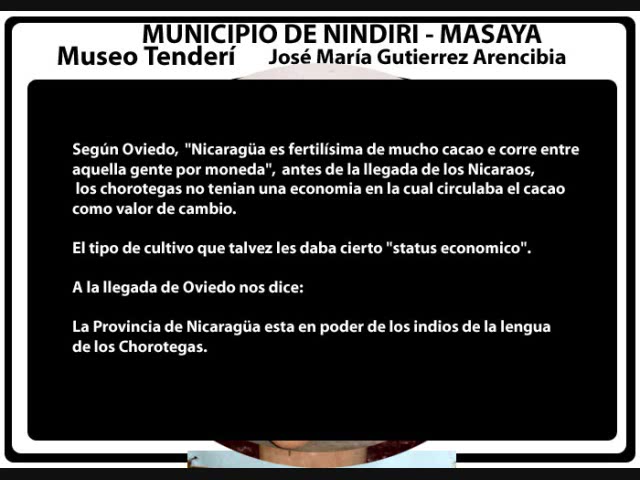 MUNICIPIO DE NINDIRI - MASAYA
Museo Tenderí José María Gutierrez Arencibia
Según Oviedo, "Nicaragüa es fertilísima de mucho cacao e corre entre
aquella gente por moneda", antes de la llegada de los Nicaraos,
los chorotegas no tenian una economia en la cual circulaba el cacao
como valor de cambio.
El tipo de cultivo que talvez les daba cierto "status economico".
A la llegada de Oviedo nos dice:
La Provincia de Nicaragüa esta en poder de los indios de la lengua
de los Chorotegas.